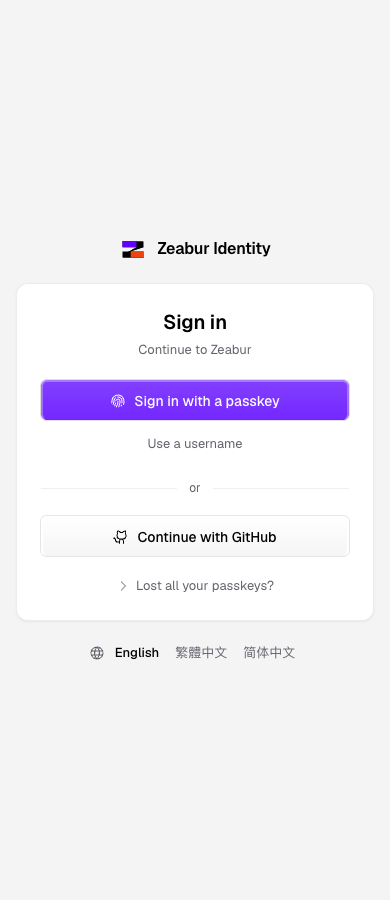 Zeabur Identity
Sign in
Continue to Zeabur
Sign in with a passkey
Use a username
or
Continue with GitHub
Lost all your passkeys?
English 繁體中文 简体中文